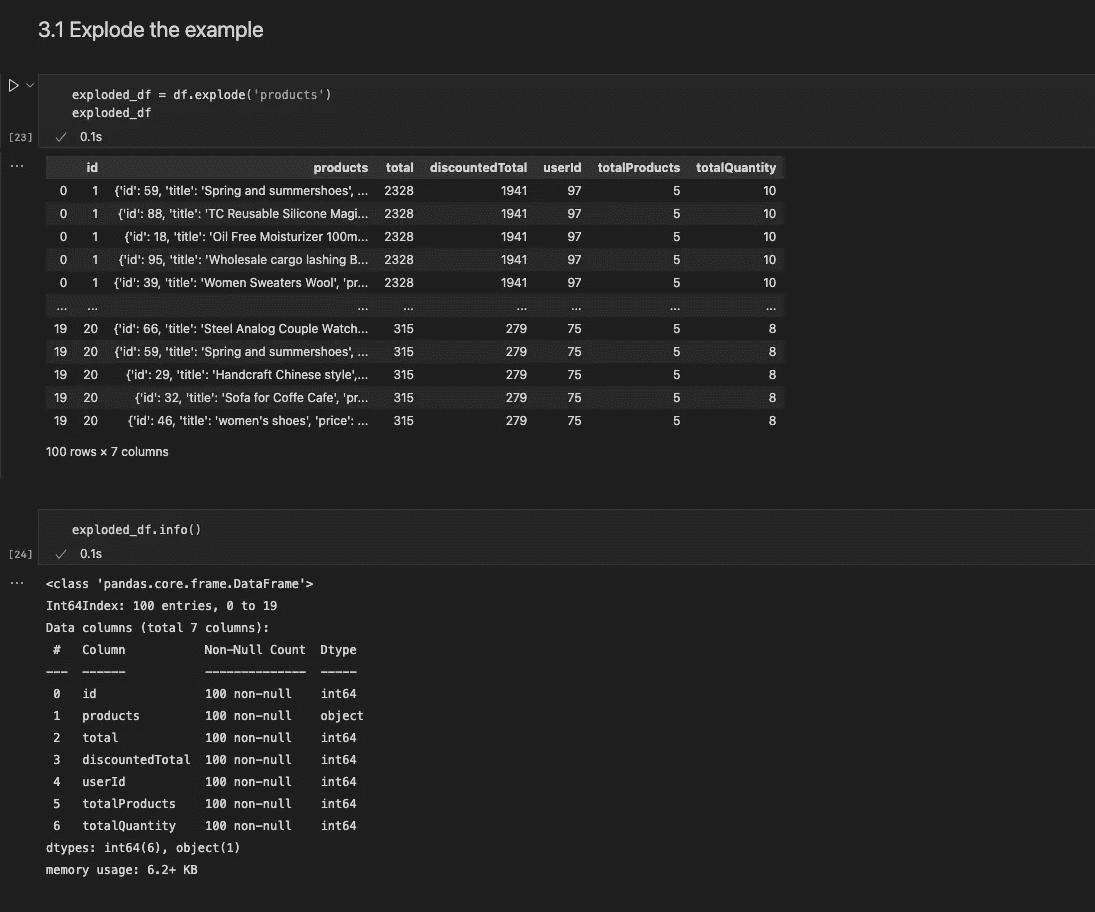 3.1 Explode the example
exploded_df = df.explode('products')
exploded_df
[23] ✓ 0.1s
... id products total discountedTotal userId totalProducts totalQuantity
0 1 {'id': 59, 'title': 'Spring and summershoes', ... 2328 1941 97 5 10
0 1 {'id': 88, 'title': 'TC Reusable Silicone Magi... 2328 1941 97 5 10
0 1 {'id': 18, 'title': 'Oil Free Moisturizer 100m... 2328 1941 97 5 10
0 1 {'id': 95, 'title': 'Wholesale cargo lashing B... 2328 1941 97 5 10
0 1 {'id': 39, 'title': 'Women Sweaters Wool', 'pr... 2328 1941 97 5 10
... ... ... ... ... ... ... ...
19 20 {'id': 66, 'title': 'Steel Analog Couple Watch... 315 279 75 5 8
19 20 {'id': 59, 'title': 'Spring and summershoes', ... 315 279 75 5 8
19 20 {'id': 29, 'title': 'Handcraft Chinese style',... 315 279 75 5 8
19 20 {'id': 32, 'title': 'Sofa for Coffe Cafe', 'pr... 315 279 75 5 8
19 20 {'id': 46, 'title': 'women's shoes', 'price': ... 315 279 75 5 8
100 rows × 7 columns
exploded_df.info()
[24] ✓ 0.1s
... <class 'pandas.core.frame.DataFrame'>
Int64Index: 100 entries, 0 to 19
Data columns (total 7 columns):
# Column Non-Null Count Dtype
--- ------ -------------- -----
0 id 100 non-null int64
1 products 100 non-null object
2 total 100 non-null int64
3 discountedTotal 100 non-null int64
4 userId 100 non-null int64
5 totalProducts 100 non-null int64
6 totalQuantity 100 non-null int64
dtypes: int64(6), object(1)
memory usage: 6.2+ KB